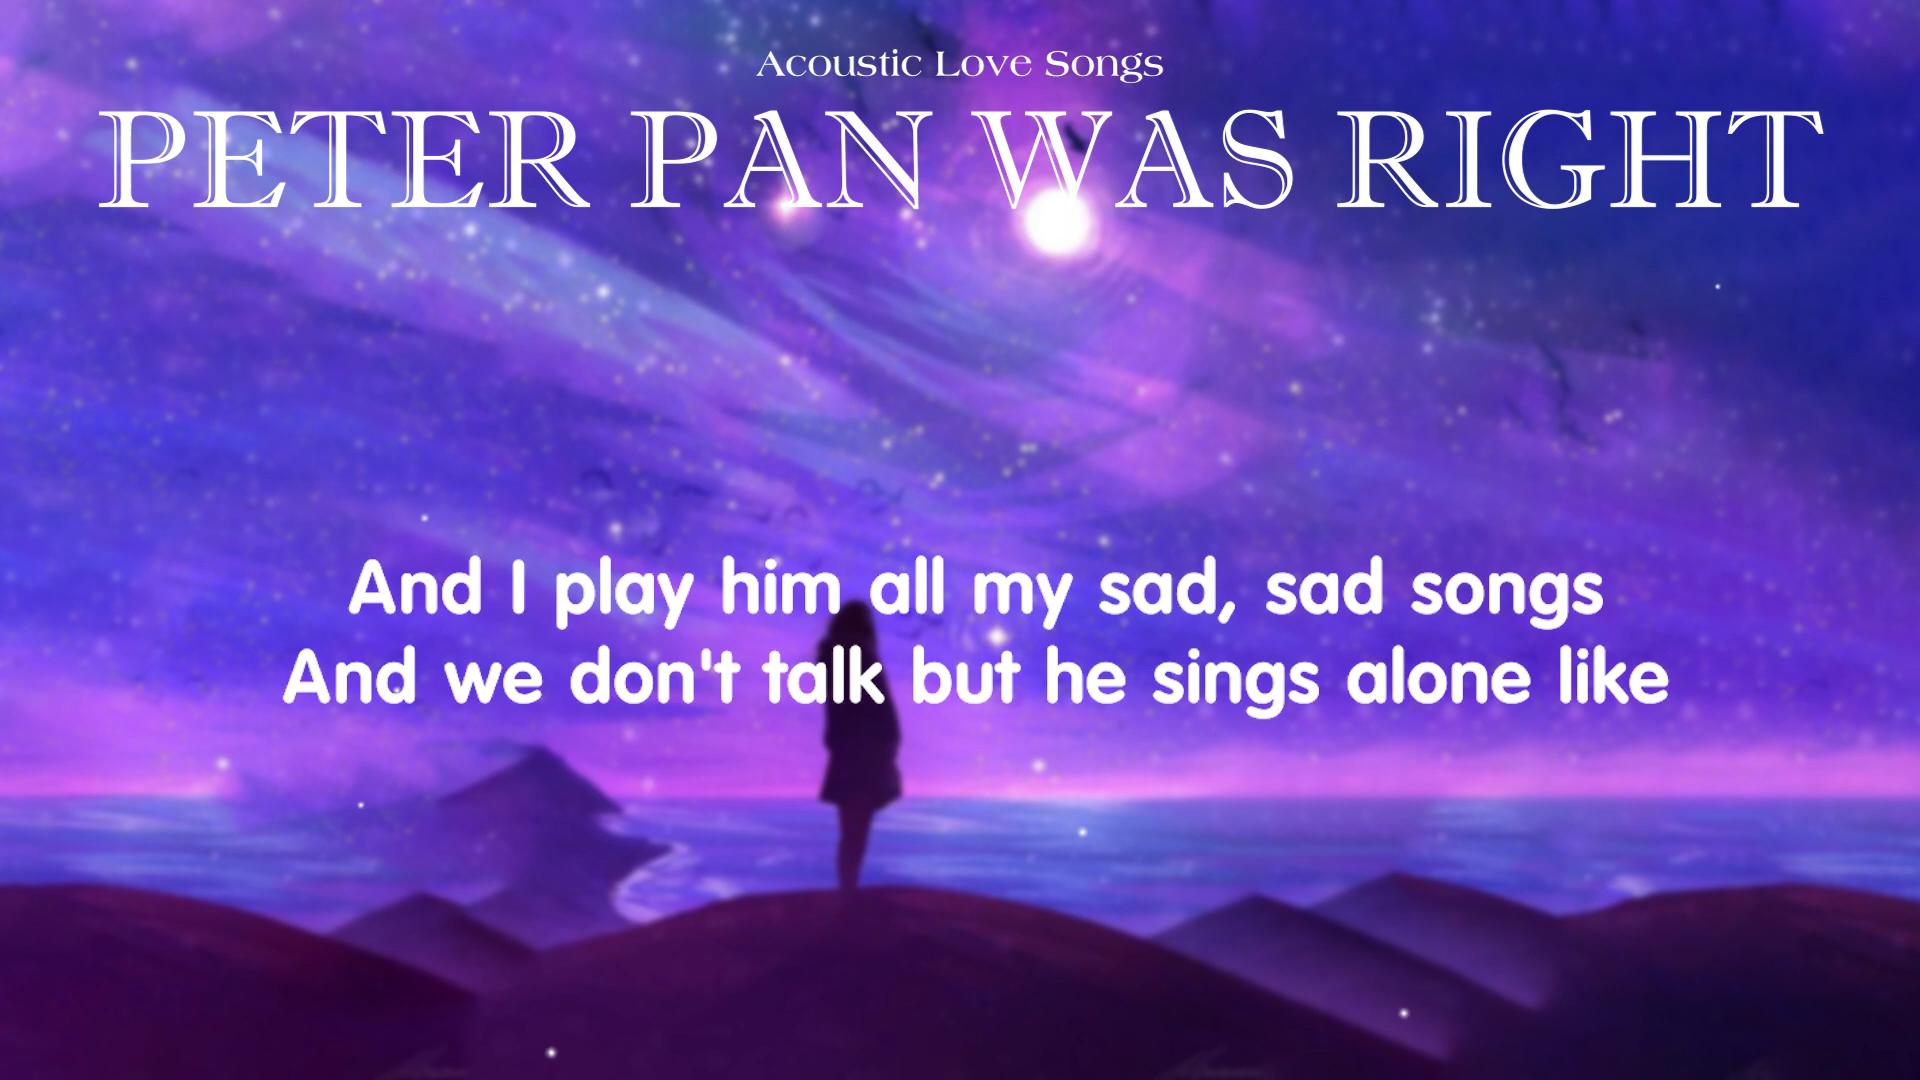 Acoustic Love Songs
PETER PAN WAS RIGHT
And I play him all my sad, sad songs
And we don't talk but he sings alone like